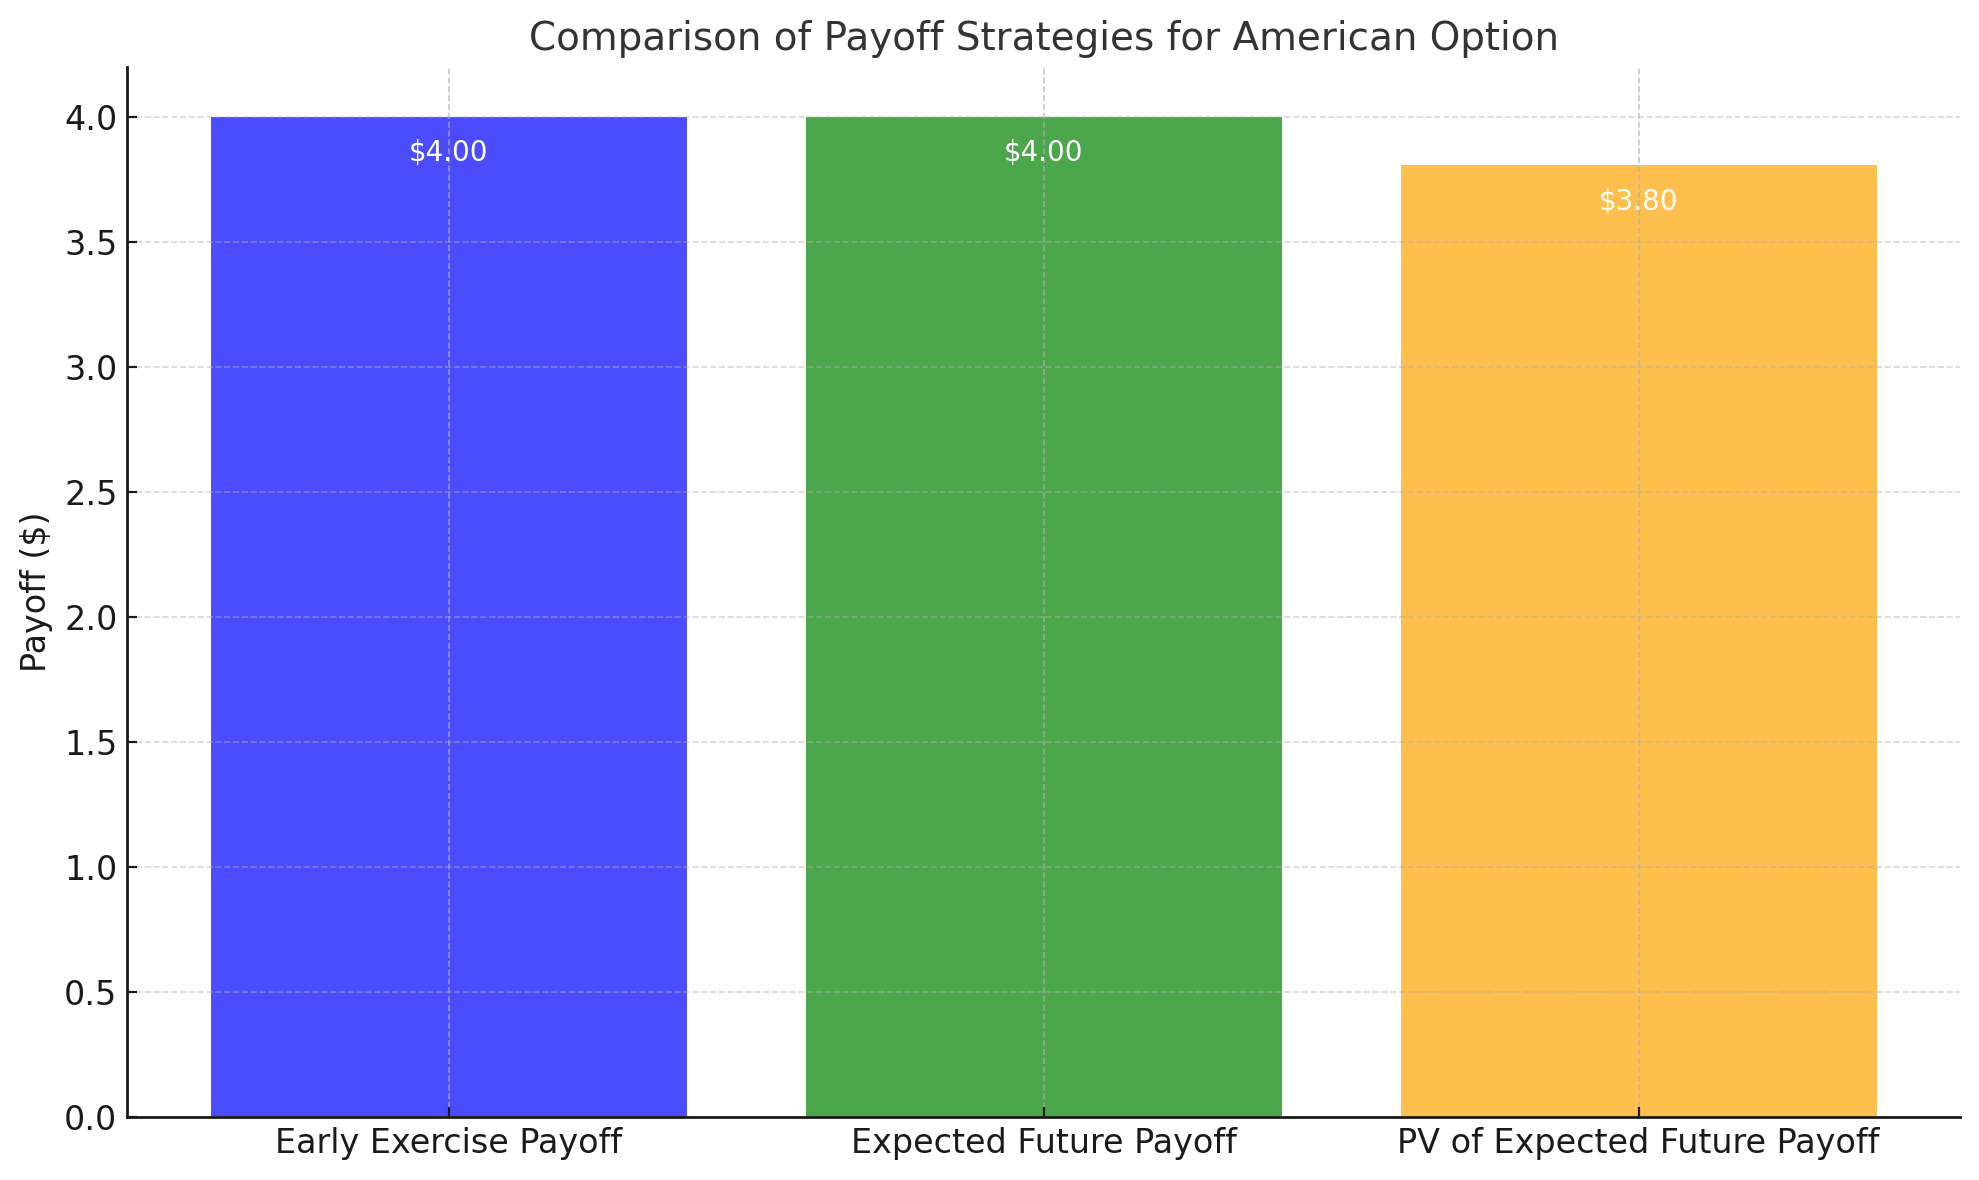 Comparison of Payoff Strategies for American Option
Payoff ($)
4.0
3.5
3.0
2.5
2.0
1.5
1.0
0.5
0.0
$4.00
$4.00
$3.80
Early Exercise Payoff
Expected Future Payoff
PV of Expected Future Payoff